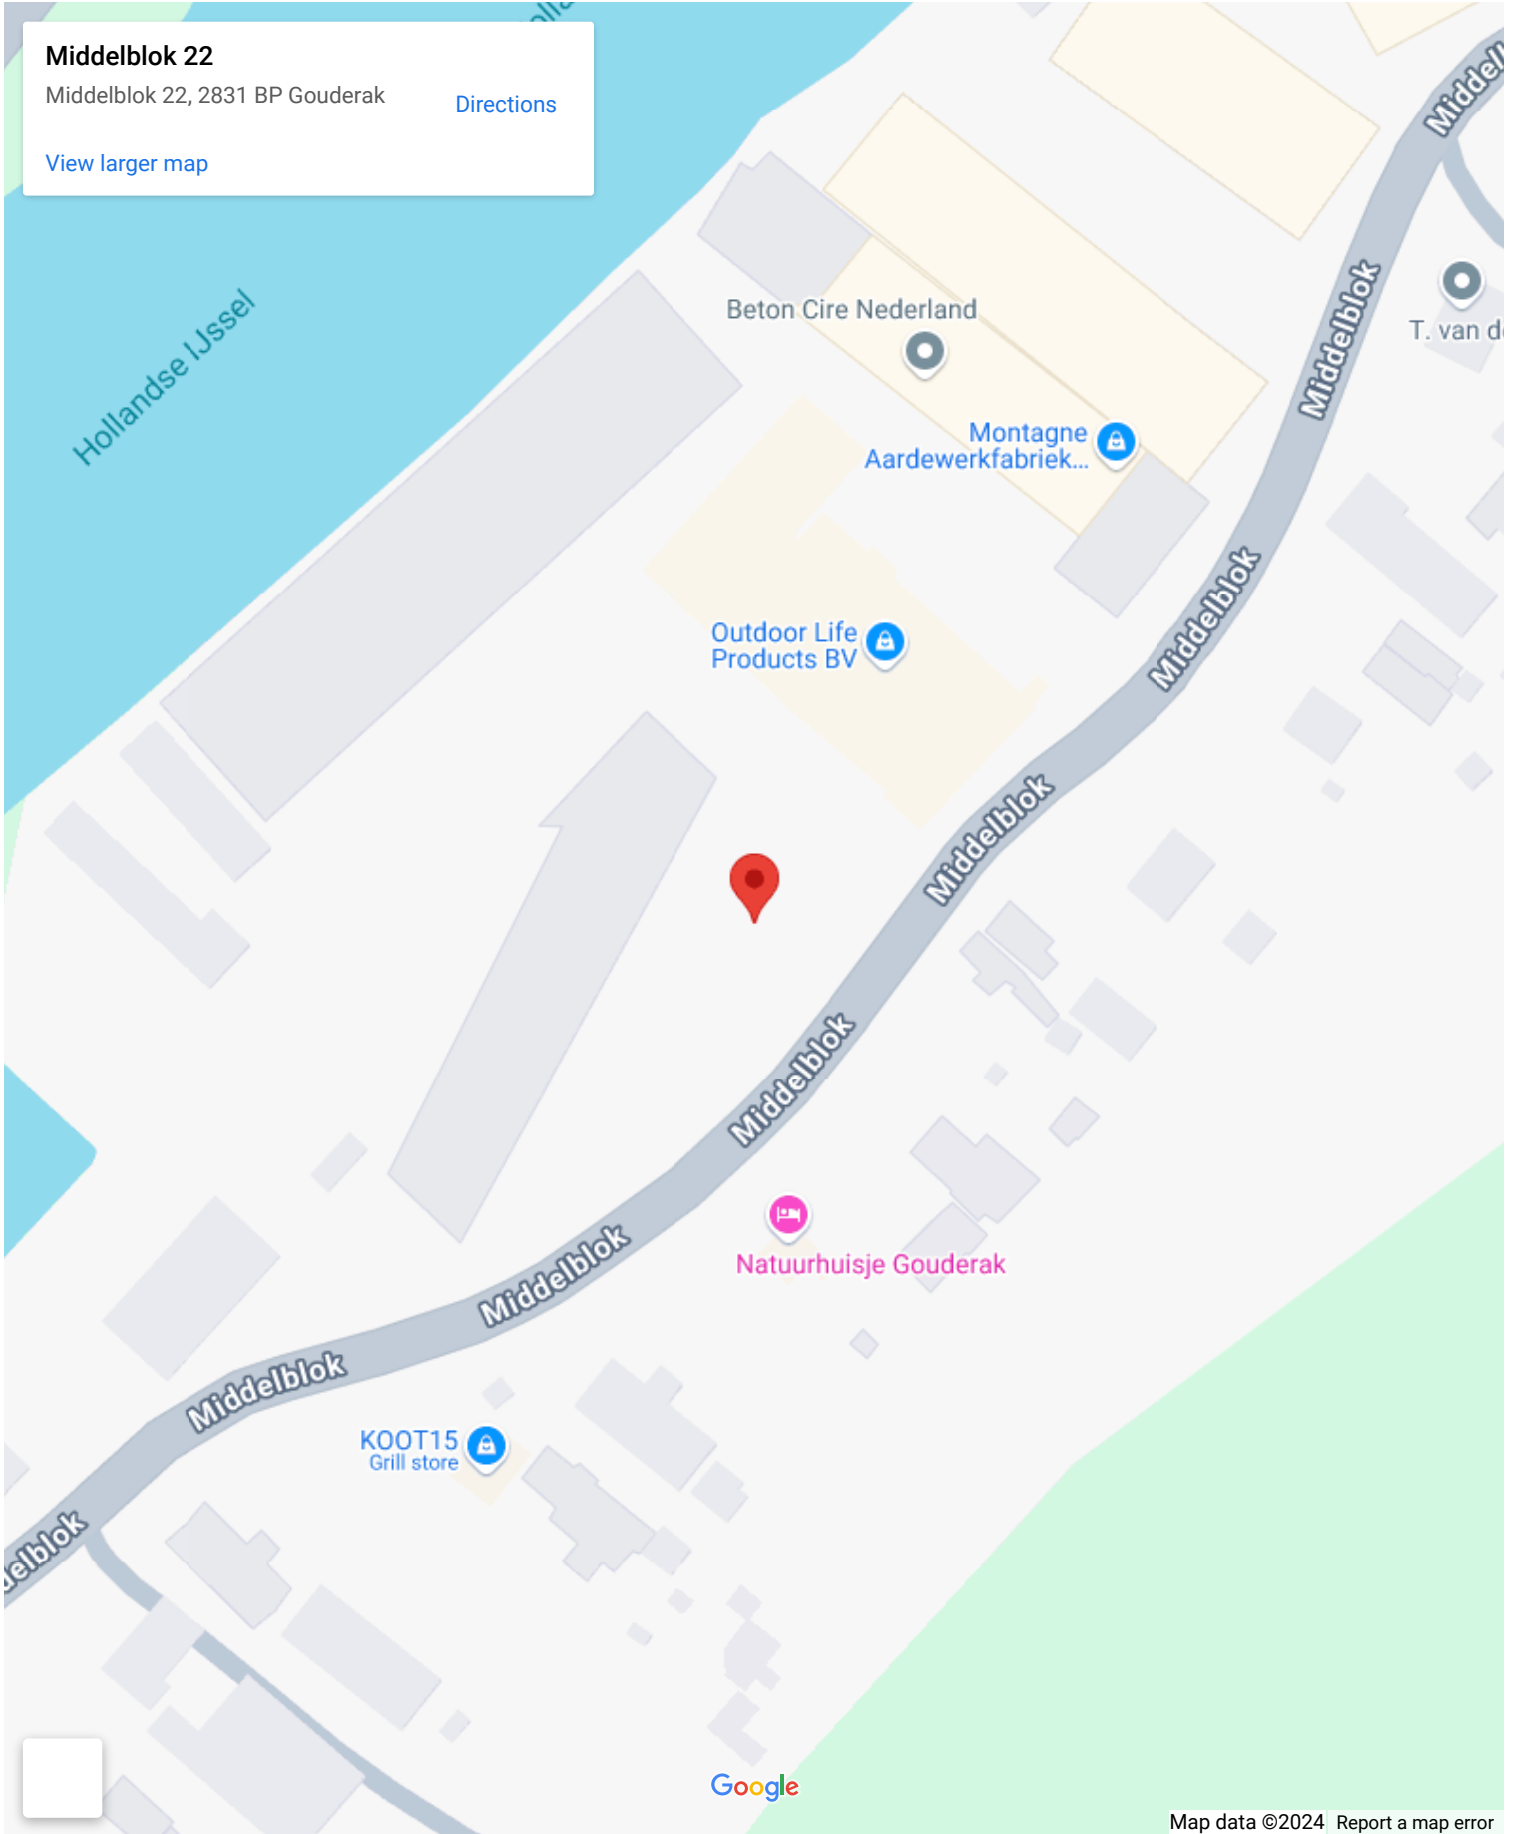 Middelblok 22
Middelblok 22, 2831 BP Gouderak
Directions
View larger map
Hollandse IJssel
Middelblok
Beton Cire Nederland
T. van d
Middelblok
Montagne
Aardewerkfabriek...
Middelblok
Outdoor Life
Products BV
Middelblok
Middelblok
Middelblok
Natuurhuisje Gouderak
Middelblok
KOOT15
Grill store
delblok
Google
Map data ©2024
Report a map error